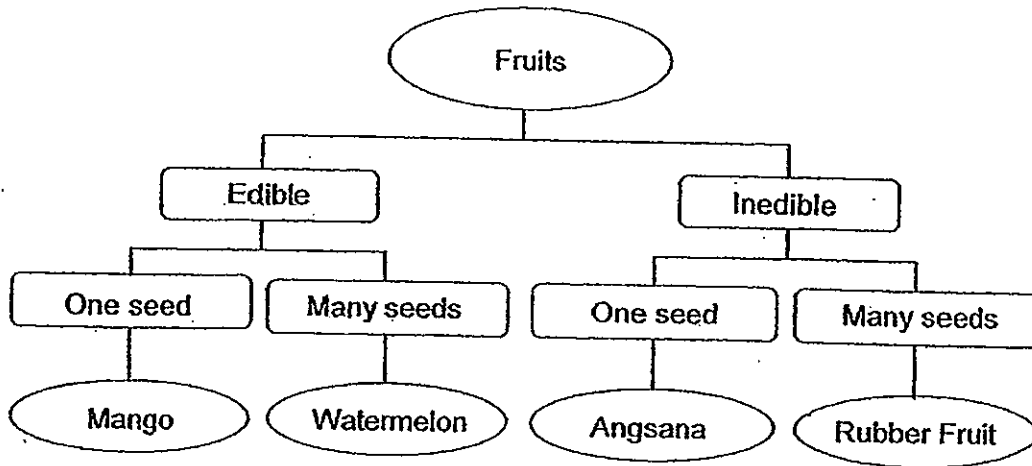 Fruits
Edible
Inedible
One seed
Many seeds
One seed
Many seeds
Mango
Watermelon
Angsana
Rubber Fruit